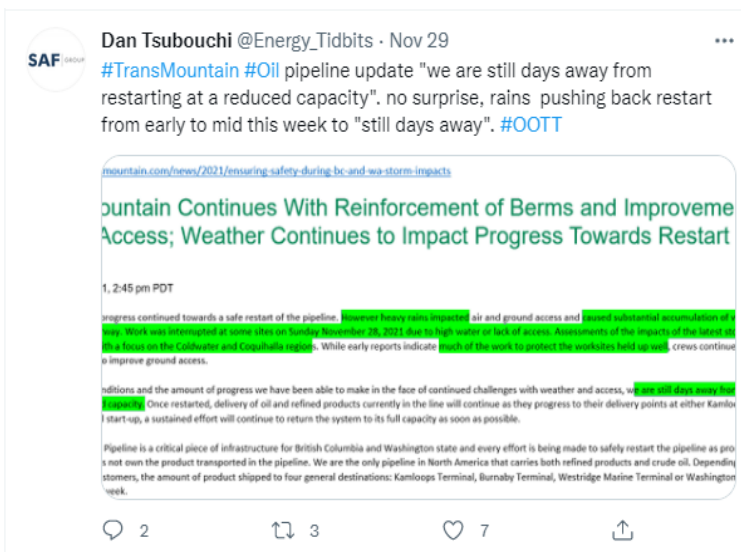 SAF GROUP
Dan Tsubouchi @Energy_Tidbits · Nov 29
#TransMountain #Oil pipeline update "we are still days away from
restarting at a reduced capacity". no surprise, rains pushing back restart
from early to mid this week to "still days away". #OOTT
mountain.com/news/2021/ensuring-safety-during-bc-and-wa-storm-impacts
ountain Continues With Reinforcement of Berms and Improveme
Access; Weather Continues to Impact Progress Towards Restart
1, 2:45 pm PDT
progress continued towards a safe restart of the pipeline. However heavy rains impacted air and ground access and caused substantial accumulation of
way. Work was interrupted at some sites on Sunday November 28, 2021 due to high water or lack of access. Assessments of the impacts of the latest sto
ith a focus on the Coldwater and Coquihalla regions. While early reports indicate much of the work to protect the worksites held up well, crews continue
o improve ground access.
nditions and the amount of progress we have been able to make in the face of continued challenges with weather and access, we are still days away from
d capacity. Once restarted, delivery of oil and refined products currently in the line will continue as they progress to their delivery points at either Kamloo
l start-up, a sustained effort will continue to return the system to its full capacity as soon as possible.
Pipeline is a critical piece of infrastructure for British Columbia and Washington state and every effort is being made to safely restart the pipeline as pro
s not own the product transported in the pipeline. We are the only pipeline in North America that carries both refined products and crude oil. Depending
stomers, the amount of product shipped to four general destinations: Kamloops Terminal, Burnaby Terminal, Westridge Marine Terminal or Washington
week.
2 3 7